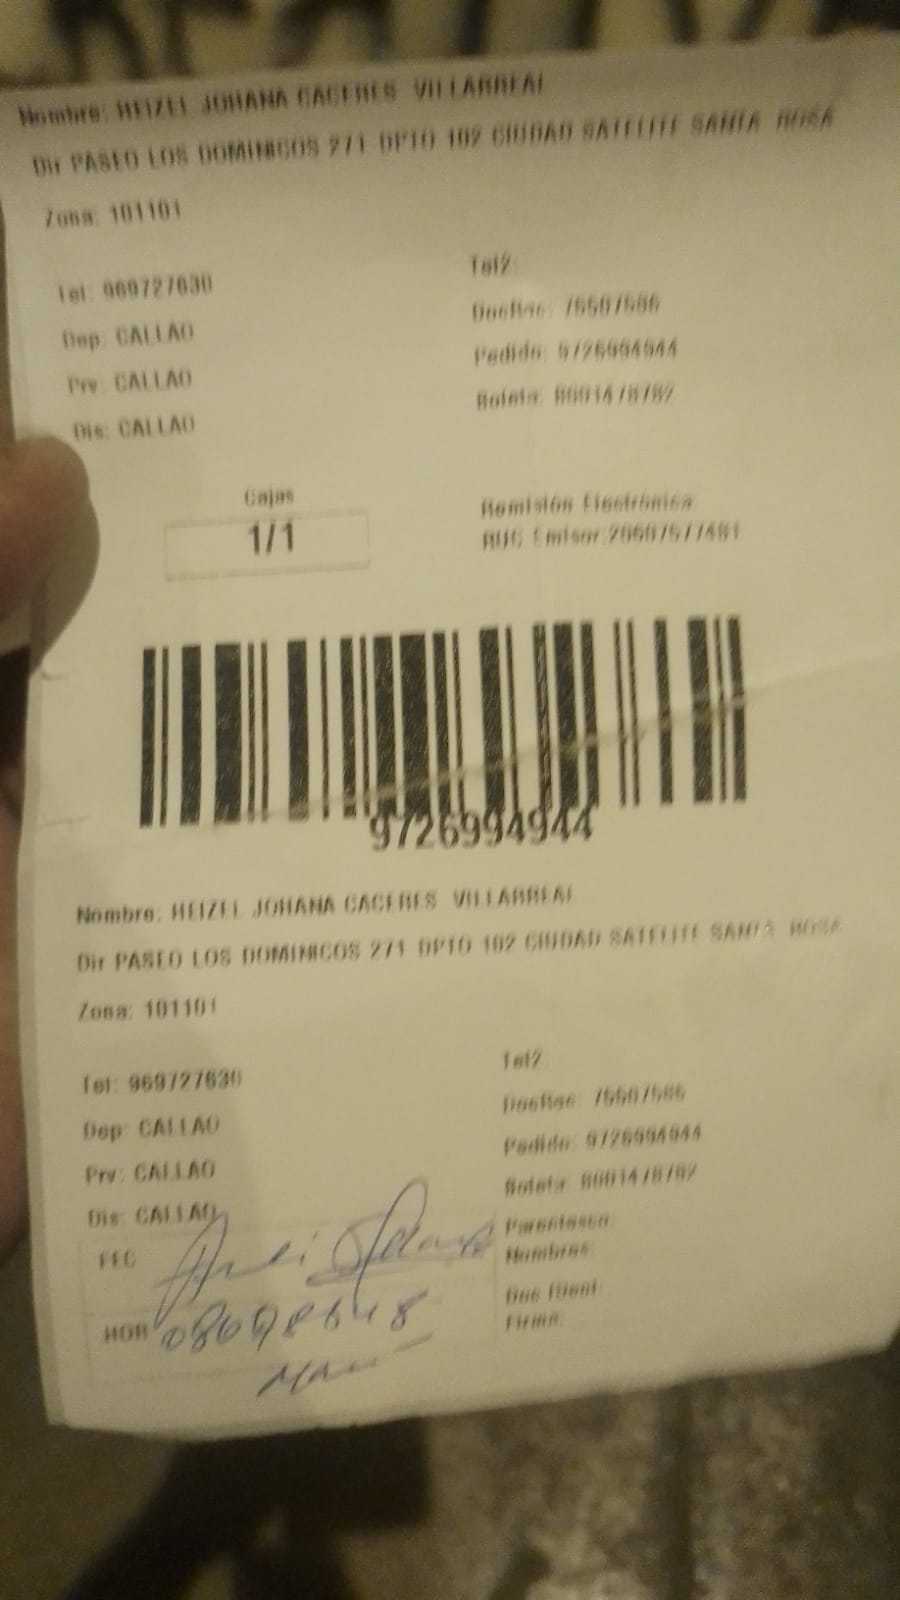 Nombre: HEIZEL JOHANA CACERES VILLARREAL
Dir PASEO LOS DOMINICOS 271 DPTO 102 CIUDAD SATELITE SANTA ROSA
Zona: 101101
Tel: 969727630
Tel2:
Dep: CALLAO
DocRec: 75507586
Prv: CALLAO
Pedido: 9726994944
Dis: CALLAO
Boleta:
Cajas
1/1
Remisión Electrónica
RUC Emisor:
9726994944
Nombre: HEIZEL JOHANA CACERES VILLARREAL
Dir PASEO LOS DOMINICOS 271 DPTO 102 CIUDAD SATELITE SANTA ROSA
Zona: 101101
Tel: 969727630
Tel2:
Dep: CALLAO
DocRec: 75507586
Prv: CALLAO
Pedido: 9726994944
Dis: CALLAO
Boleta:
Parentesco:
FEC
Nombres:
Doc Ident:
HOR
Firma: